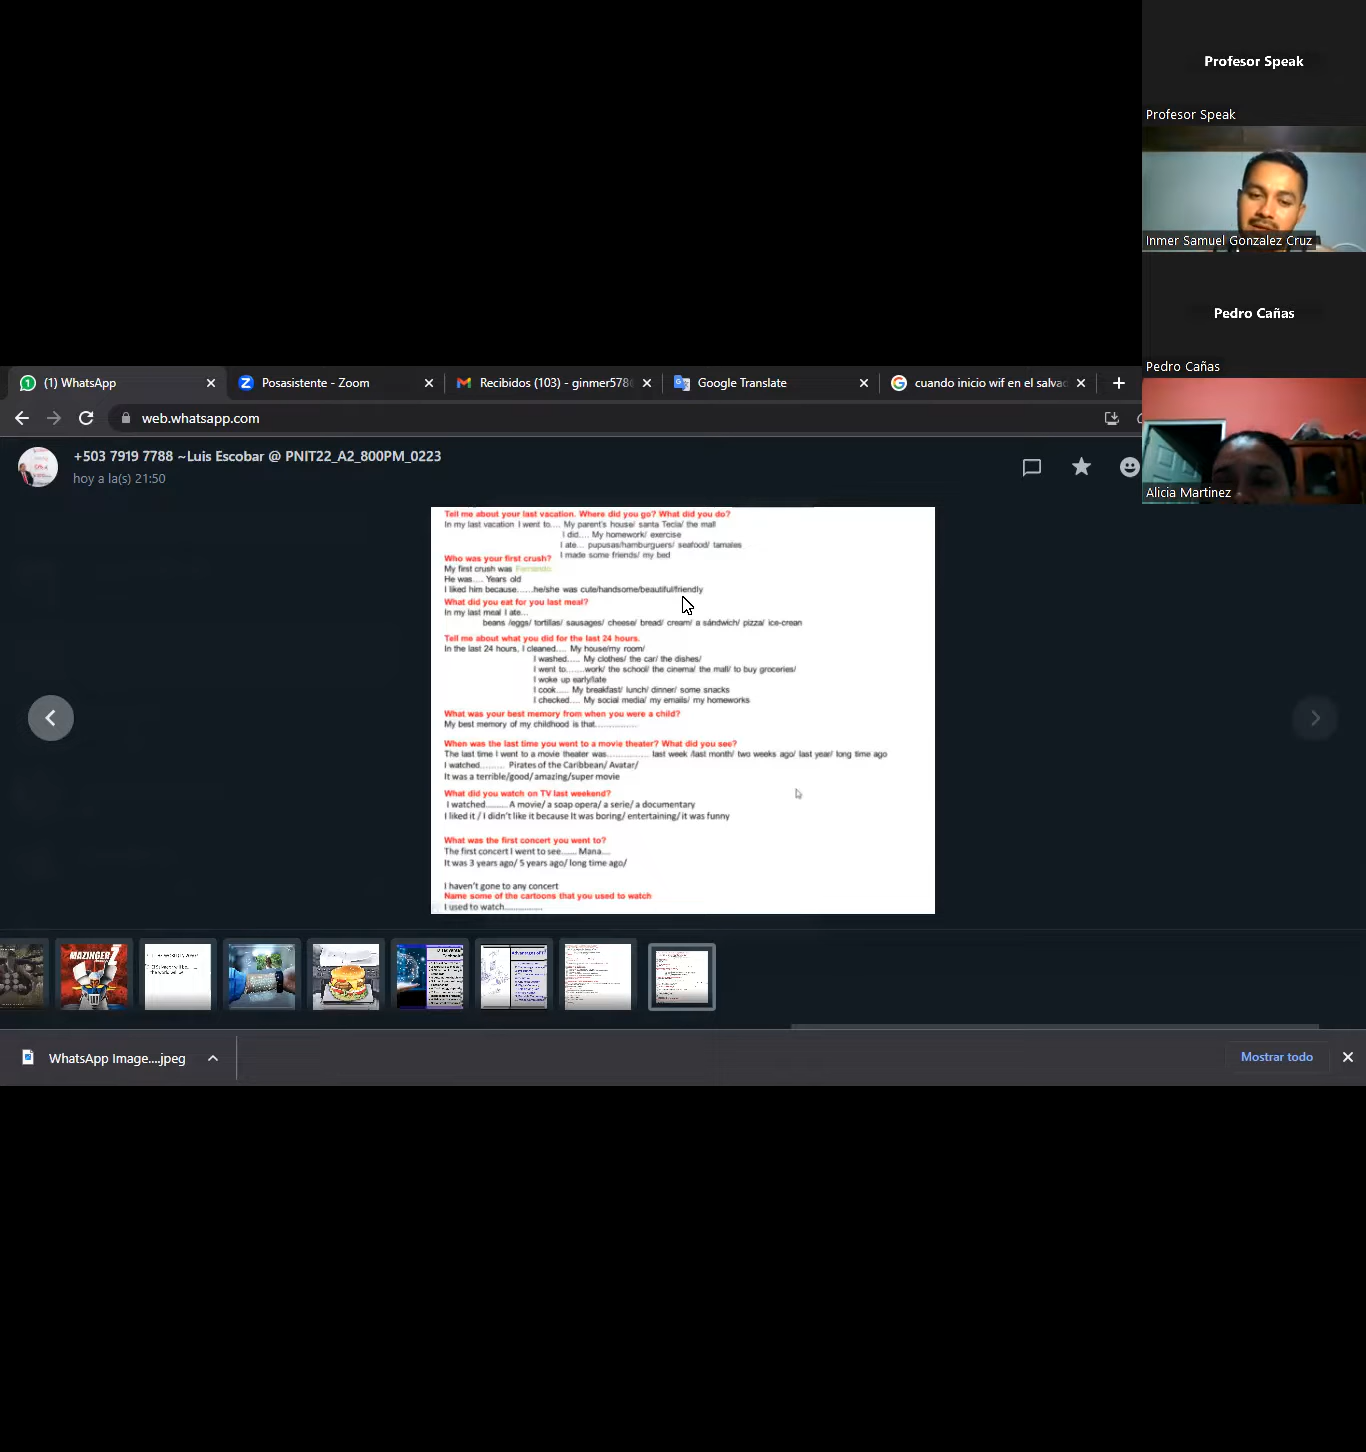 Profesor Speak
Profesor Speak
Inmer Samuel Gonzalez Cruz
Pedro Cañas
Pedro Cañas
Alicia Martinez
(1) WhatsApp
Posasistente - Zoom
Recibidos (103) - ginmer578
Google Translate
cuando inicio wif en el salvac
web.whatsapp.com
+503 7919 7788 ~Luis Escobar @ PNIT22_A2_800PM_0223
hoy a la(s) 21:50
Tell me about your last vacation. Where did you go? What did you do?
In my last vacation I went to.... My parent's house/ santa Tecla/ the mall
I did.... My homework/ exercise
I ate... pupusas/hamburguers/ seafood/ tamales
I made some friends/ my bed
Who was your first crush?
My first crush was Fernando
He was.... Years old
I liked him because......he/she was cute/handsome/beautiful/friendly
What did you eat for you last meal?
In my last meal I ate...
beans /eggs/ tortillas/ sausages/ cheese/ bread/ cream/ a sándwich/ pizza/ ice-crean
Tell me about what you did for the last 24 hours.
In the last 24 hours, I cleaned.... My house/my room/
I washed..... My clothes/ the car/ the dishes/
I went to.......work/ the school/ the cinema/ the mall/ to buy groceries/
I woke up early/late
I cook..... My breakfast/ lunch/ dinner/ some snacks
I checked.... My social media/ my emails/ my homeworks
What was your best memory from when you were a child?
My best memory of my childhood is that................
When was the last time you went to a movie theater? What did you see?
The last time I went to a movie theater was................ last week /last month/ two weeks ago/ last year/ long time ago
I watched......... Pirates of the Caribbean/ Avatar/
It was a terrible/good/ amazing/super movie
What did you watch on TV last weekend?
I watched......... A movie/ a soap opera/ a serie/ a documentary
I liked it / I didn't like it because It was boring/ entertaining/ it was funny
What was the first concert you went to?
The first concert I went to see...... Mana....
It was 3 years ago/ 5 years ago/ long time ago/
I haven't gone to any concert
Name some of the cartoons that you used to watch
I used to watch...............
MAZINGER Z
WhatsApp Image....jpeg
Mostrar todo